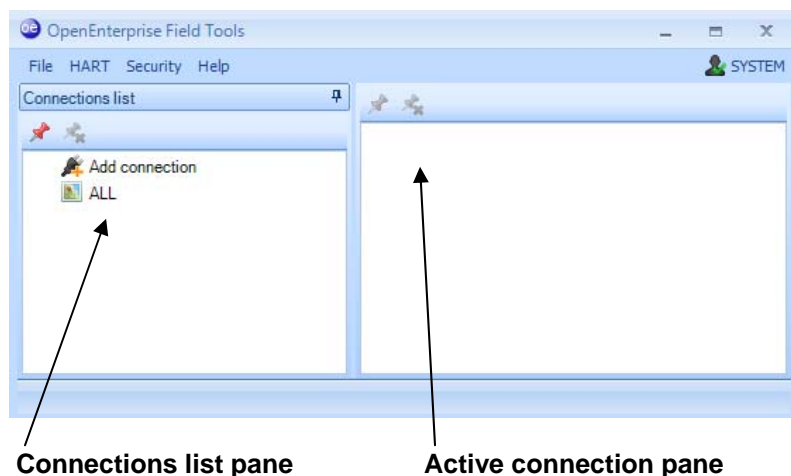 oe OpenEnterprise Field Tools
File HART Security Help
SYSTEM
Connections list
Add connection
ALL
Connections list pane
Active connection pane